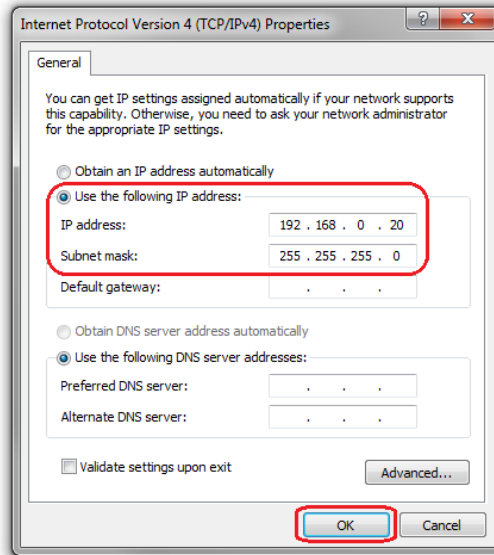 Internet Protocol Version 4 (TCP/IPv4) Properties
General
You can get IP settings assigned automatically if your network supports
this capability. Otherwise, you need to ask your network administrator
for the appropriate IP settings.
Obtain an IP address automatically
Use the following IP address:
IP address: 192 . 168 . 0 . 20
Subnet mask: 255 . 255 . 255 . 0
Default gateway: . . .
Obtain DNS server address automatically
Use the following DNS server addresses:
Preferred DNS server: . . .
Alternate DNS server: . . .
Validate settings upon exit
Advanced...
OK Cancel